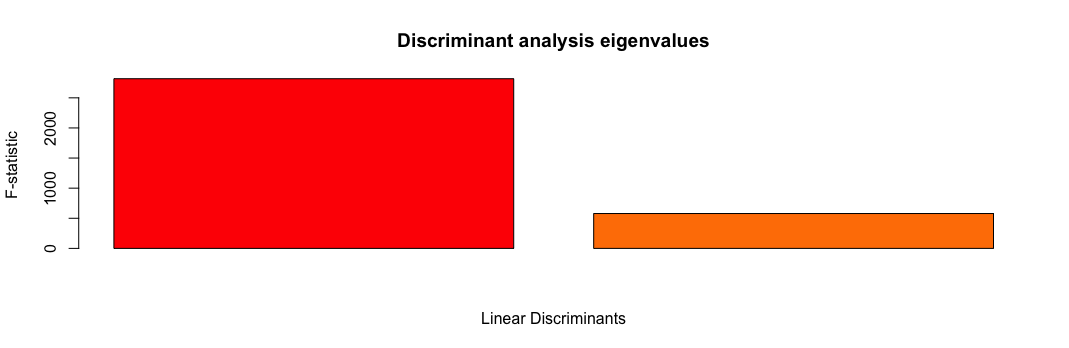 Discriminant analysis eigenvalues
F-statistic
2000
1000
0
Linear Discriminants